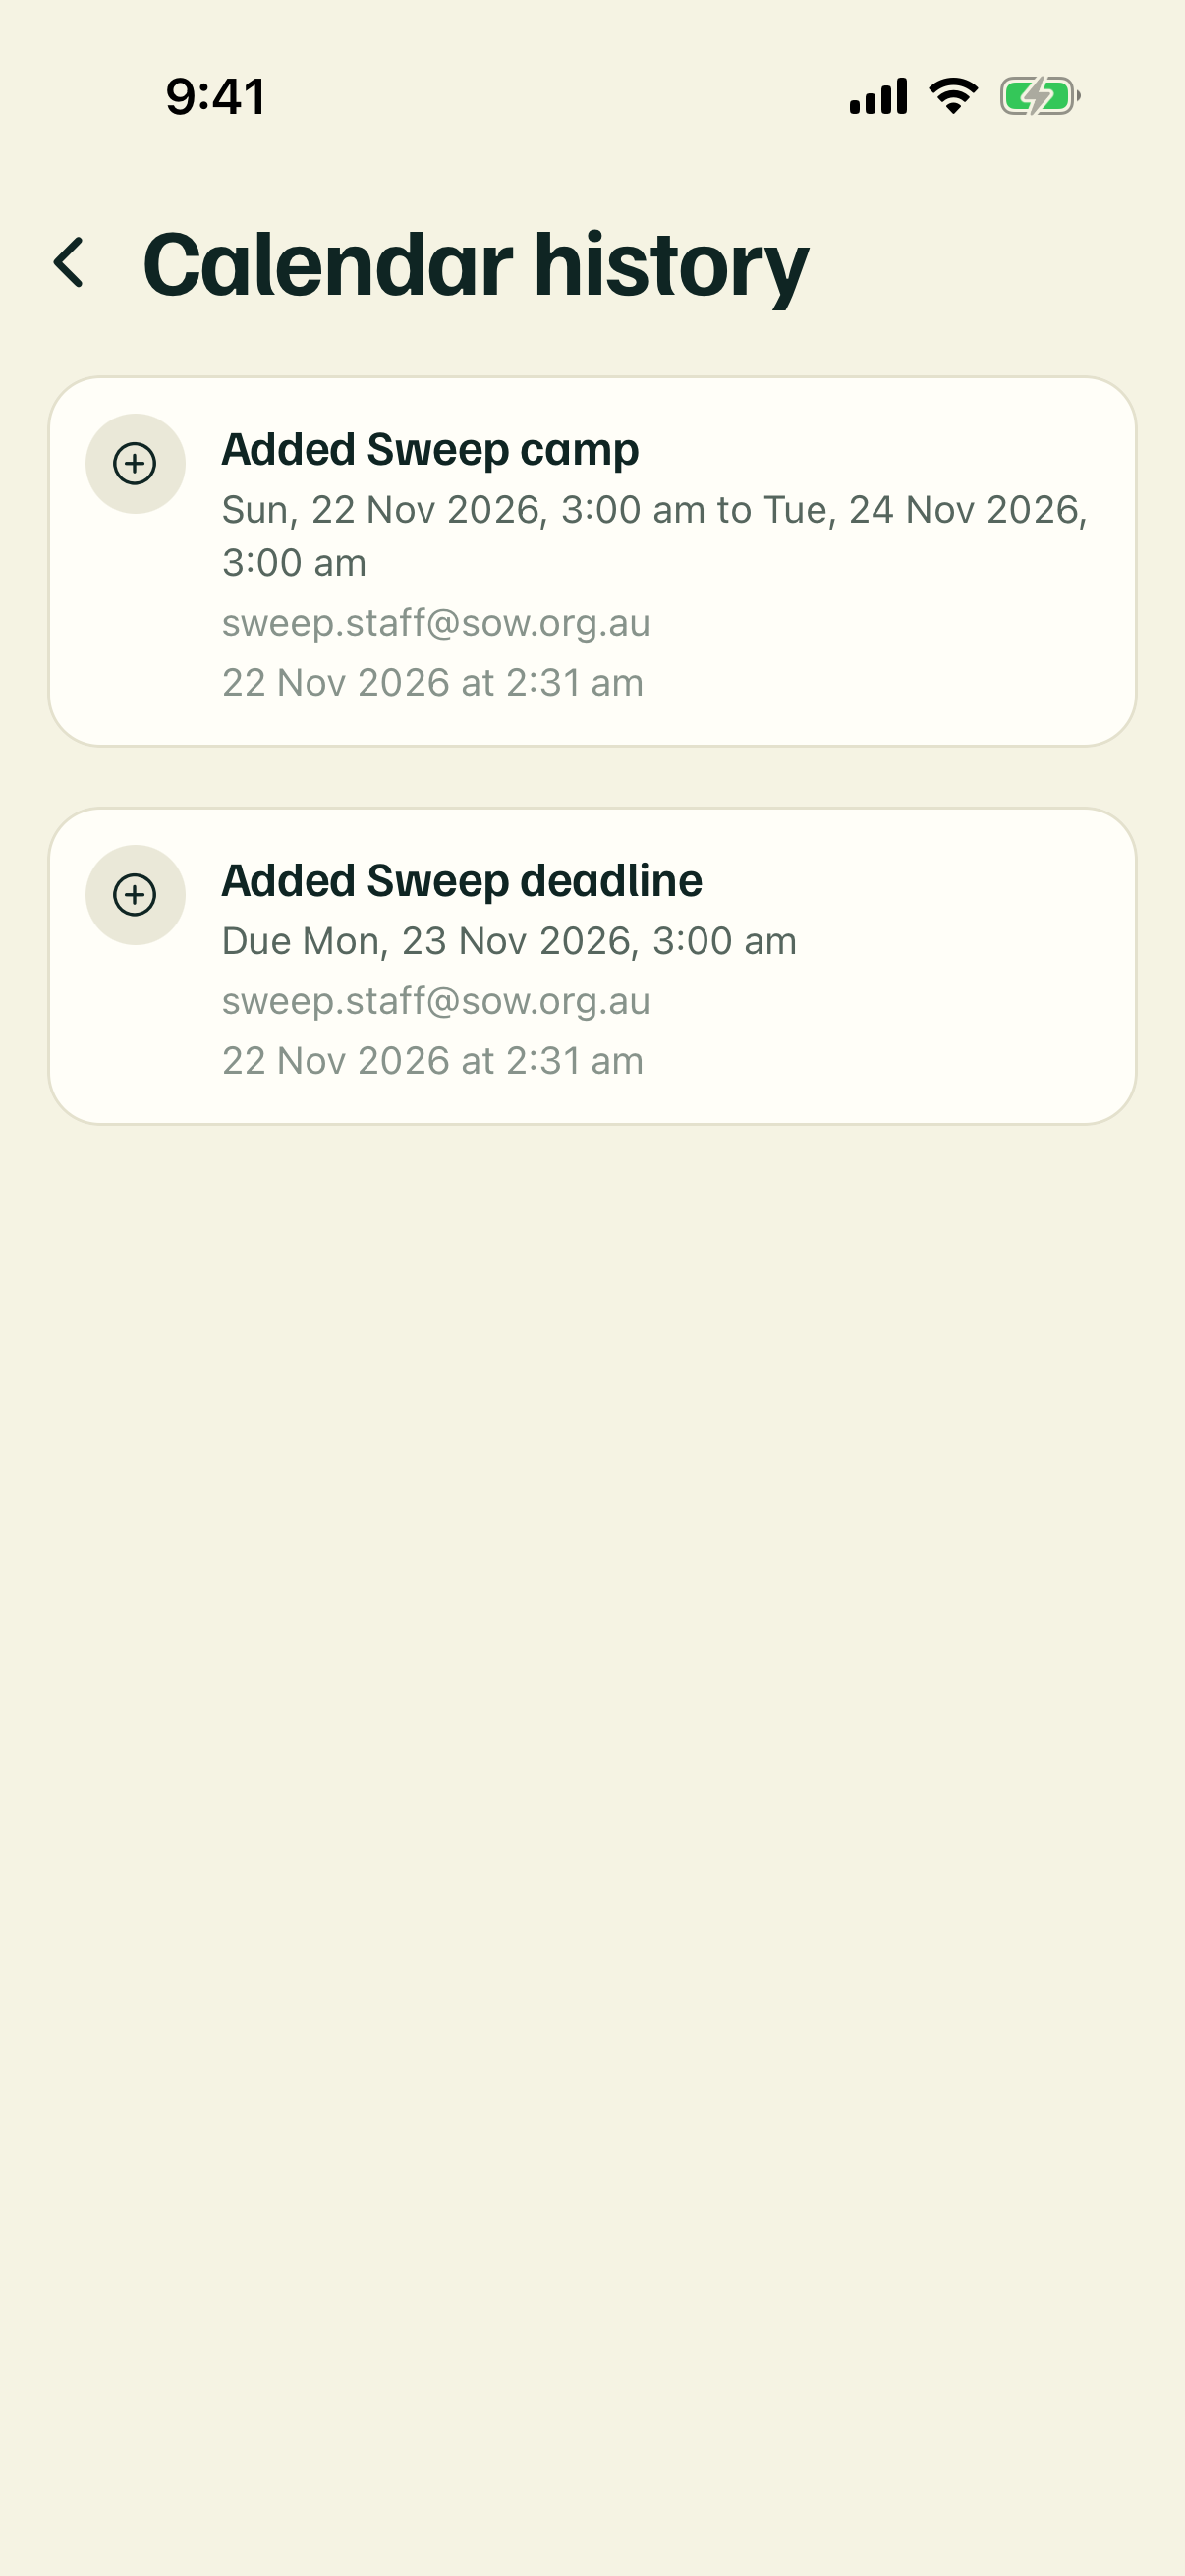 9:41
Calendar history
Added Sweep camp
Sun, 22 Nov 2026, 3:00 am to Tue, 24 Nov 2026,
3:00 am
sweep.staff@sow.org.au
22 Nov 2026 at 2:31 am
Added Sweep deadline
Due Mon, 23 Nov 2026, 3:00 am
sweep.staff@sow.org.au
22 Nov 2026 at 2:31 am